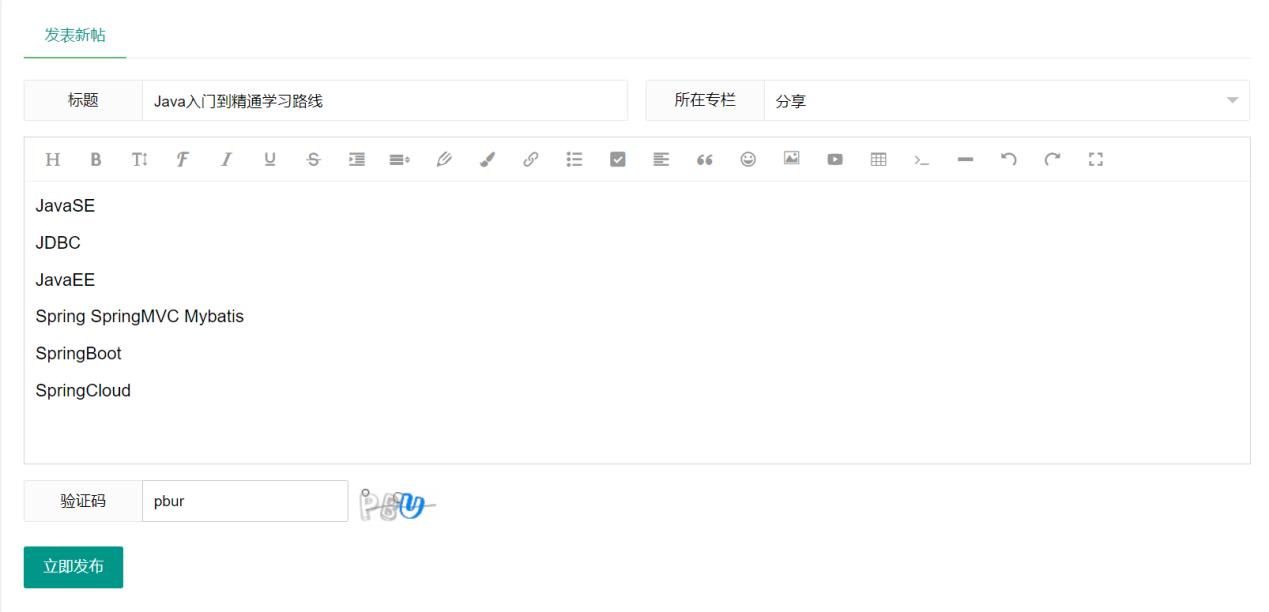 发表新帖
标题 Java入门到精通学习路线 所在专栏 分享
JavaSE
JDBC
JavaEE
Spring SpringMVC Mybatis
SpringBoot
SpringCloud
验证码 pbur
立即发布